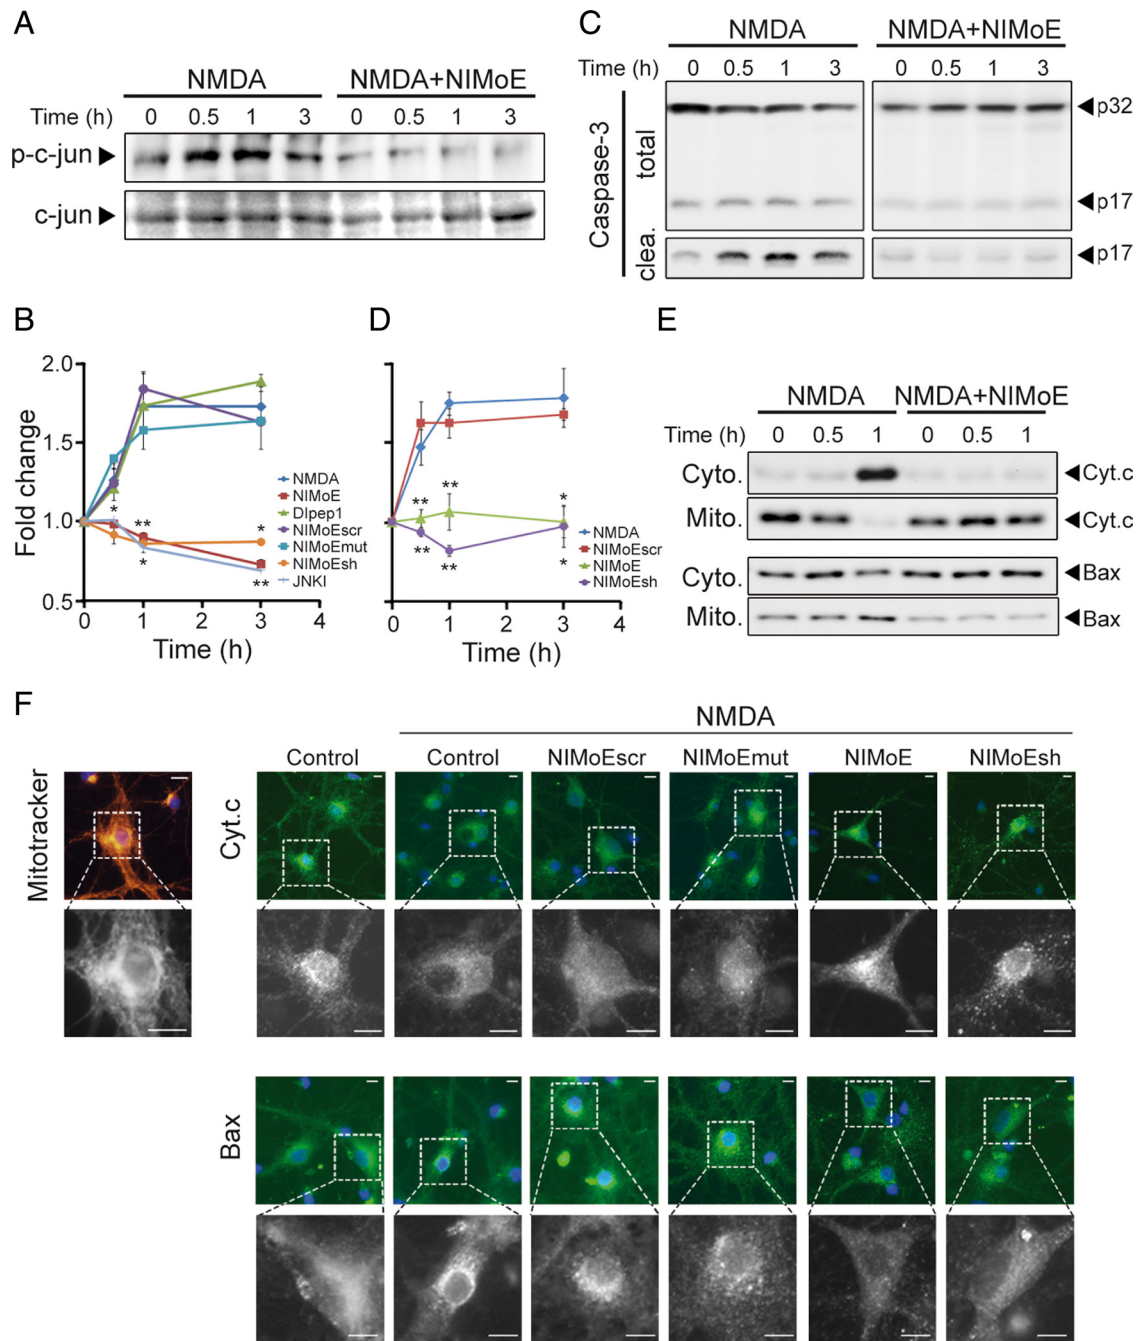 A
NMDA NMDA+NIMoE
Time (h) 0 0.5 1 3 0 0.5 1 3
p-c-jun
c-jun
C
NMDA NMDA+NIMoE
Time (h) 0 0.5 1 3 0 0.5 1 3
Caspase-3
total
clea.
p32
p17
p17
B
Fold change
2.0
1.5
1.0
0.5
0 1 2 3 4
Time (h)
* ** * * **
NMDA
NIMoE
DIpep1
NIMoEscr
NIMoEmut
NIMoEsh
JNKI
D
** ** * ** ** *
NMDA
NIMoEscr
NIMoE
NIMoEsh
0 1 2 3 4
Time (h)
E
NMDA NMDA+NIMoE
Time (h) 0 0.5 1 0 0.5 1
Cyto. Cyt.c
Mito. Cyt.c
Cyto. Bax
Mito. Bax
F
NMDA
Control Control NIMoEscr NIMoEmut NIMoE NIMoEsh
Mitotracker
Cyt.c
Bax